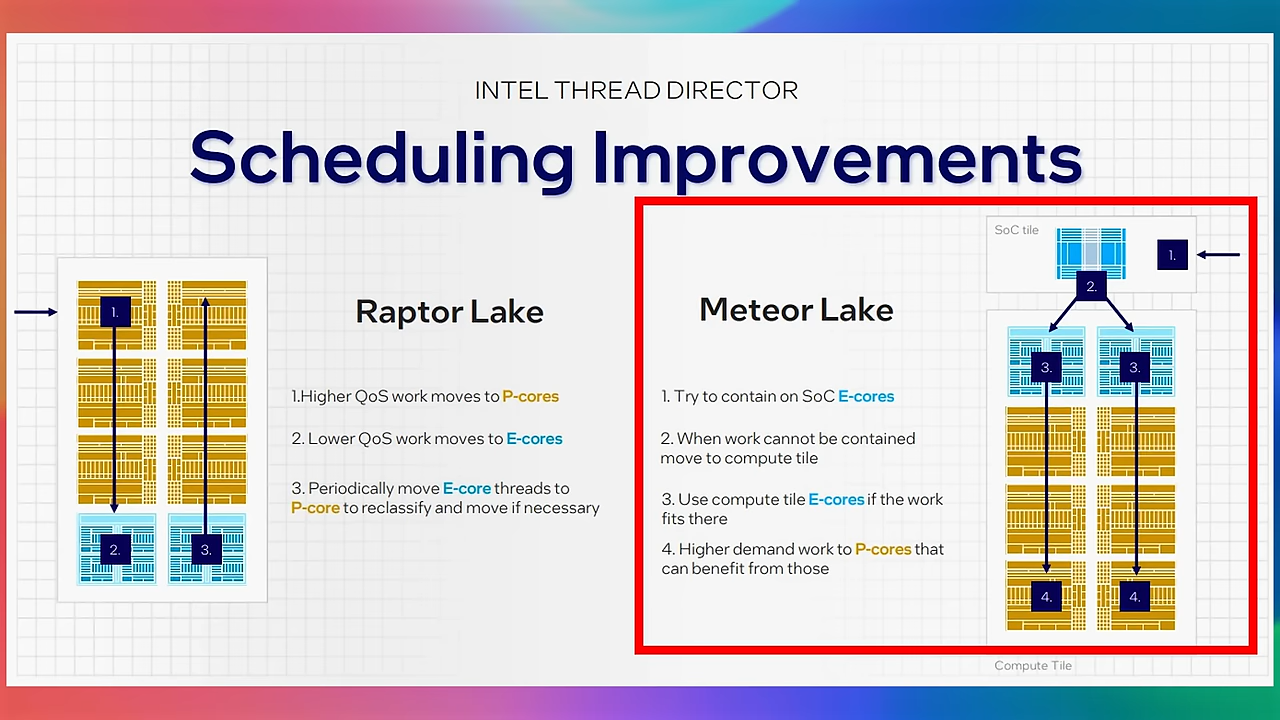 INTEL THREAD DIRECTOR
Scheduling Improvements
1.
2.
3.
Raptor Lake
1.Higher QoS work moves to P-cores
2. Lower QoS work moves to E-cores
3. Periodically move E-core threads to
P-core to reclassify and move if necessary
Meteor Lake
1. Try to contain on SoC E-cores
2. When work cannot be contained
move to compute tile
3. Use compute tile E-cores if the work
fits there
4. Higher demand work to P-cores that
can benefit from those
SoC tile
1.
2.
3.
3.
4.
4.
Compute Tile